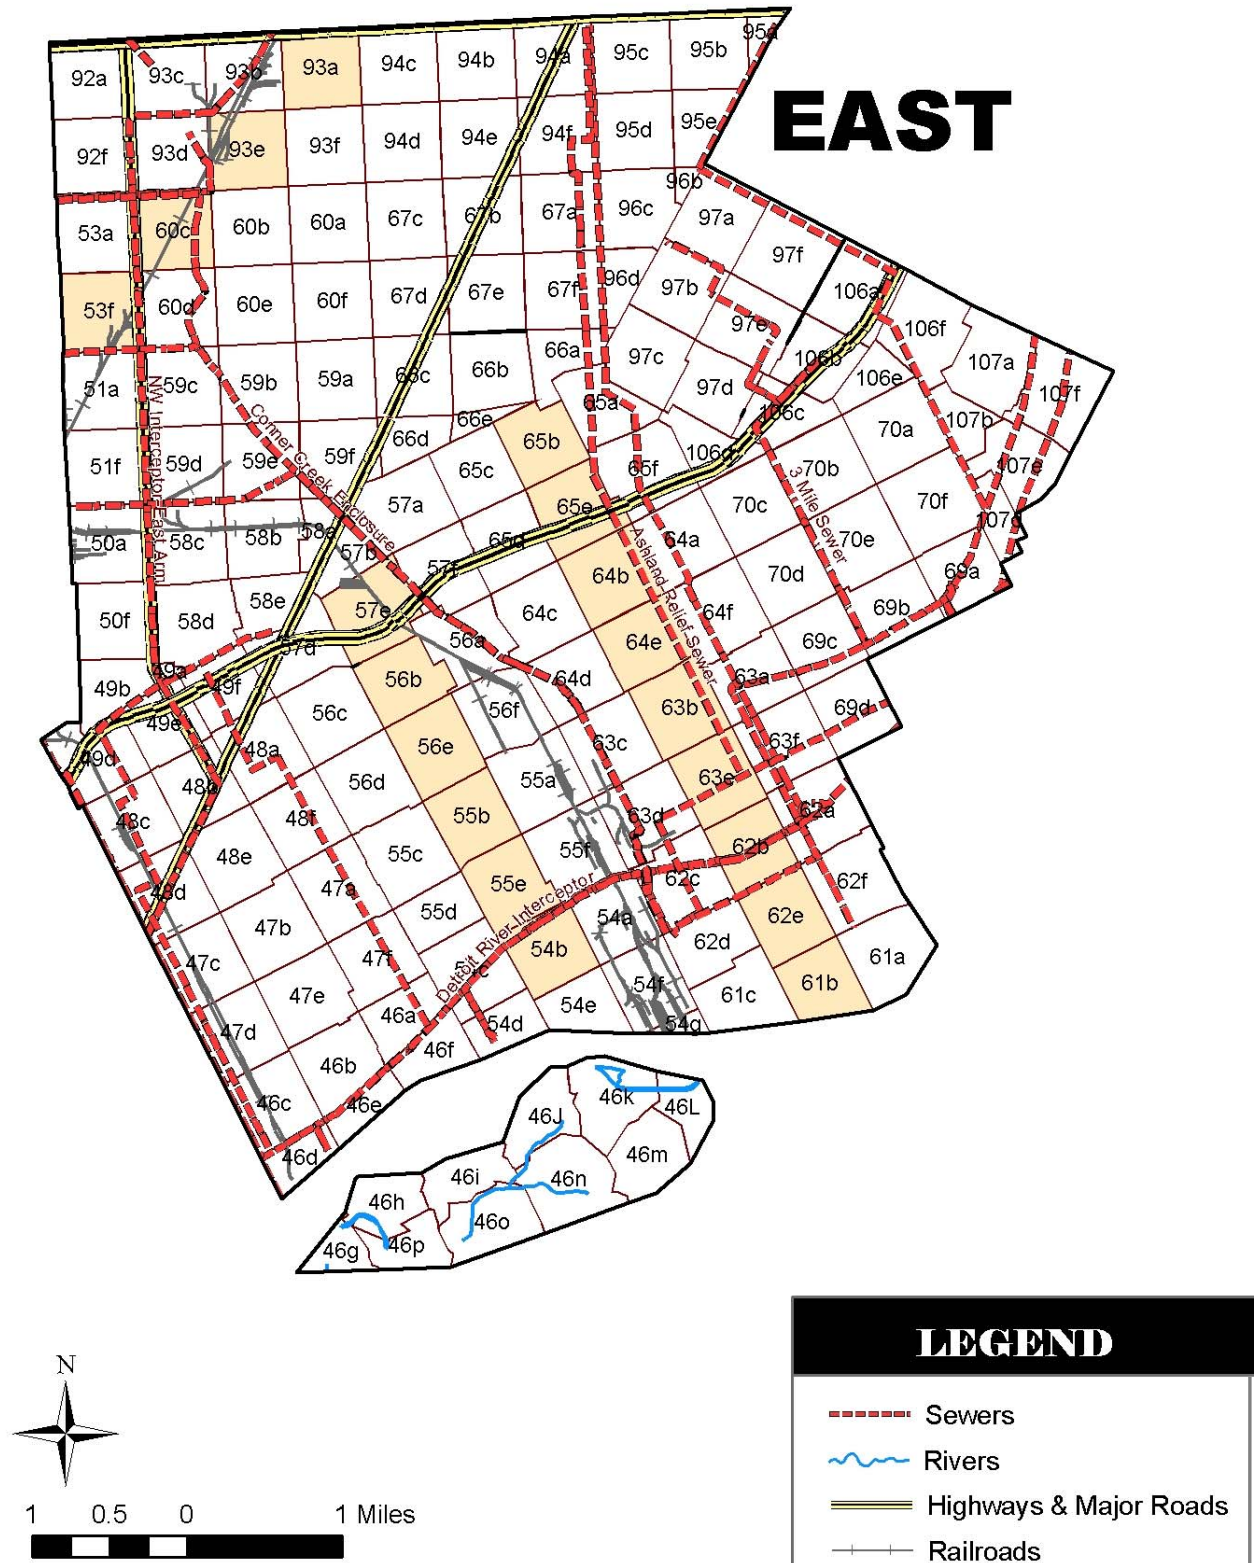 EAST
92a 93c 93b 93a 94c 94b 94a 95c 95b 95a
92f 93d 93e 93f 94d 94e 94f 95d 95e
53a 60c 60b 60a 67c 67b 67a 96c 96b 97a
97f
53f 60d 60e 60f 67d 67e 67f 96d 97b 106a
97e 106f
51a 59c 59b 59a 66c 66b 66a 97c 97d 106b 106e 107a 107f
51f 59d 59e 59f 66d 66e 65c 65b 65a 65f 106d 106c 70b 70a 107b 107e
50a 58c 58b 58a 57b 57a 57f 65d 65e 64a 70c 70e 70f 107d
50f 58d 58e 57d 57e 56a 64c 64b 64e 64f 70d 69c 69b 69a
49b 49a 49f 56c 56b 56f 64d 63c 63b 63a 63f 69d
49d 49e 48b 48a 56d 56e 55a 63d 63e 62a
48c 48e 48f 55c 55b 55f 62c 62b 62f
48d 47b 47a 55d 55e 54a 62d 62e 61a
47c 47e 47f 54b 54f 61c 61b
47d 46b 46a 46f 54d 54e 54g
46c 46e 46d
NW Interceptor-East Arm
Conner Creek Enclosure
Ashland Relief Sewer
3 Mile Sewer
Detroit River Interceptor
46k 46L
46J
46m
46i 46n
46h 46o
46g 46p
N
1 0.5 0 1 Miles
LEGEND
Sewers
Rivers
Highways & Major Roads
Railroads